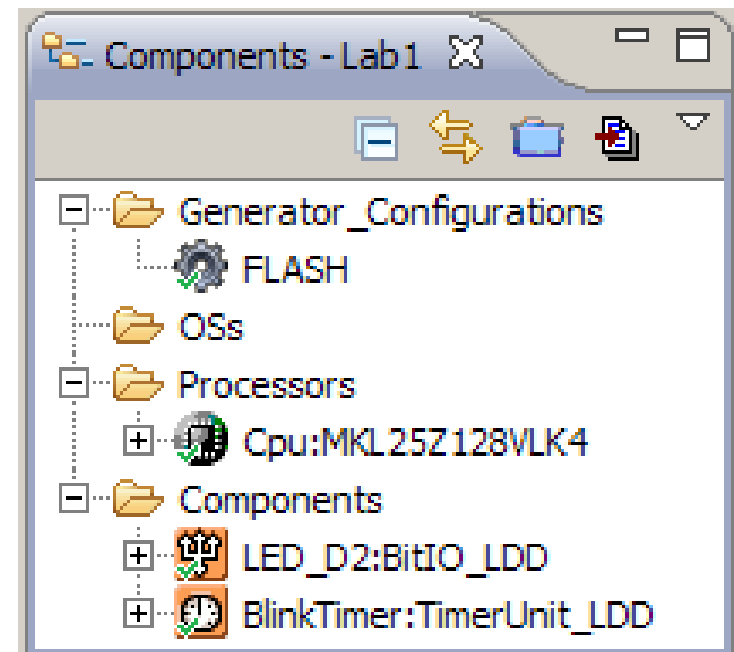 Components - Lab1
Generator_Configurations
FLASH
OSs
Processors
Cpu:MKL25Z128VLK4
Components
LED_D2:BitIO_LDD
BlinkTimer:TimerUnit_LDD